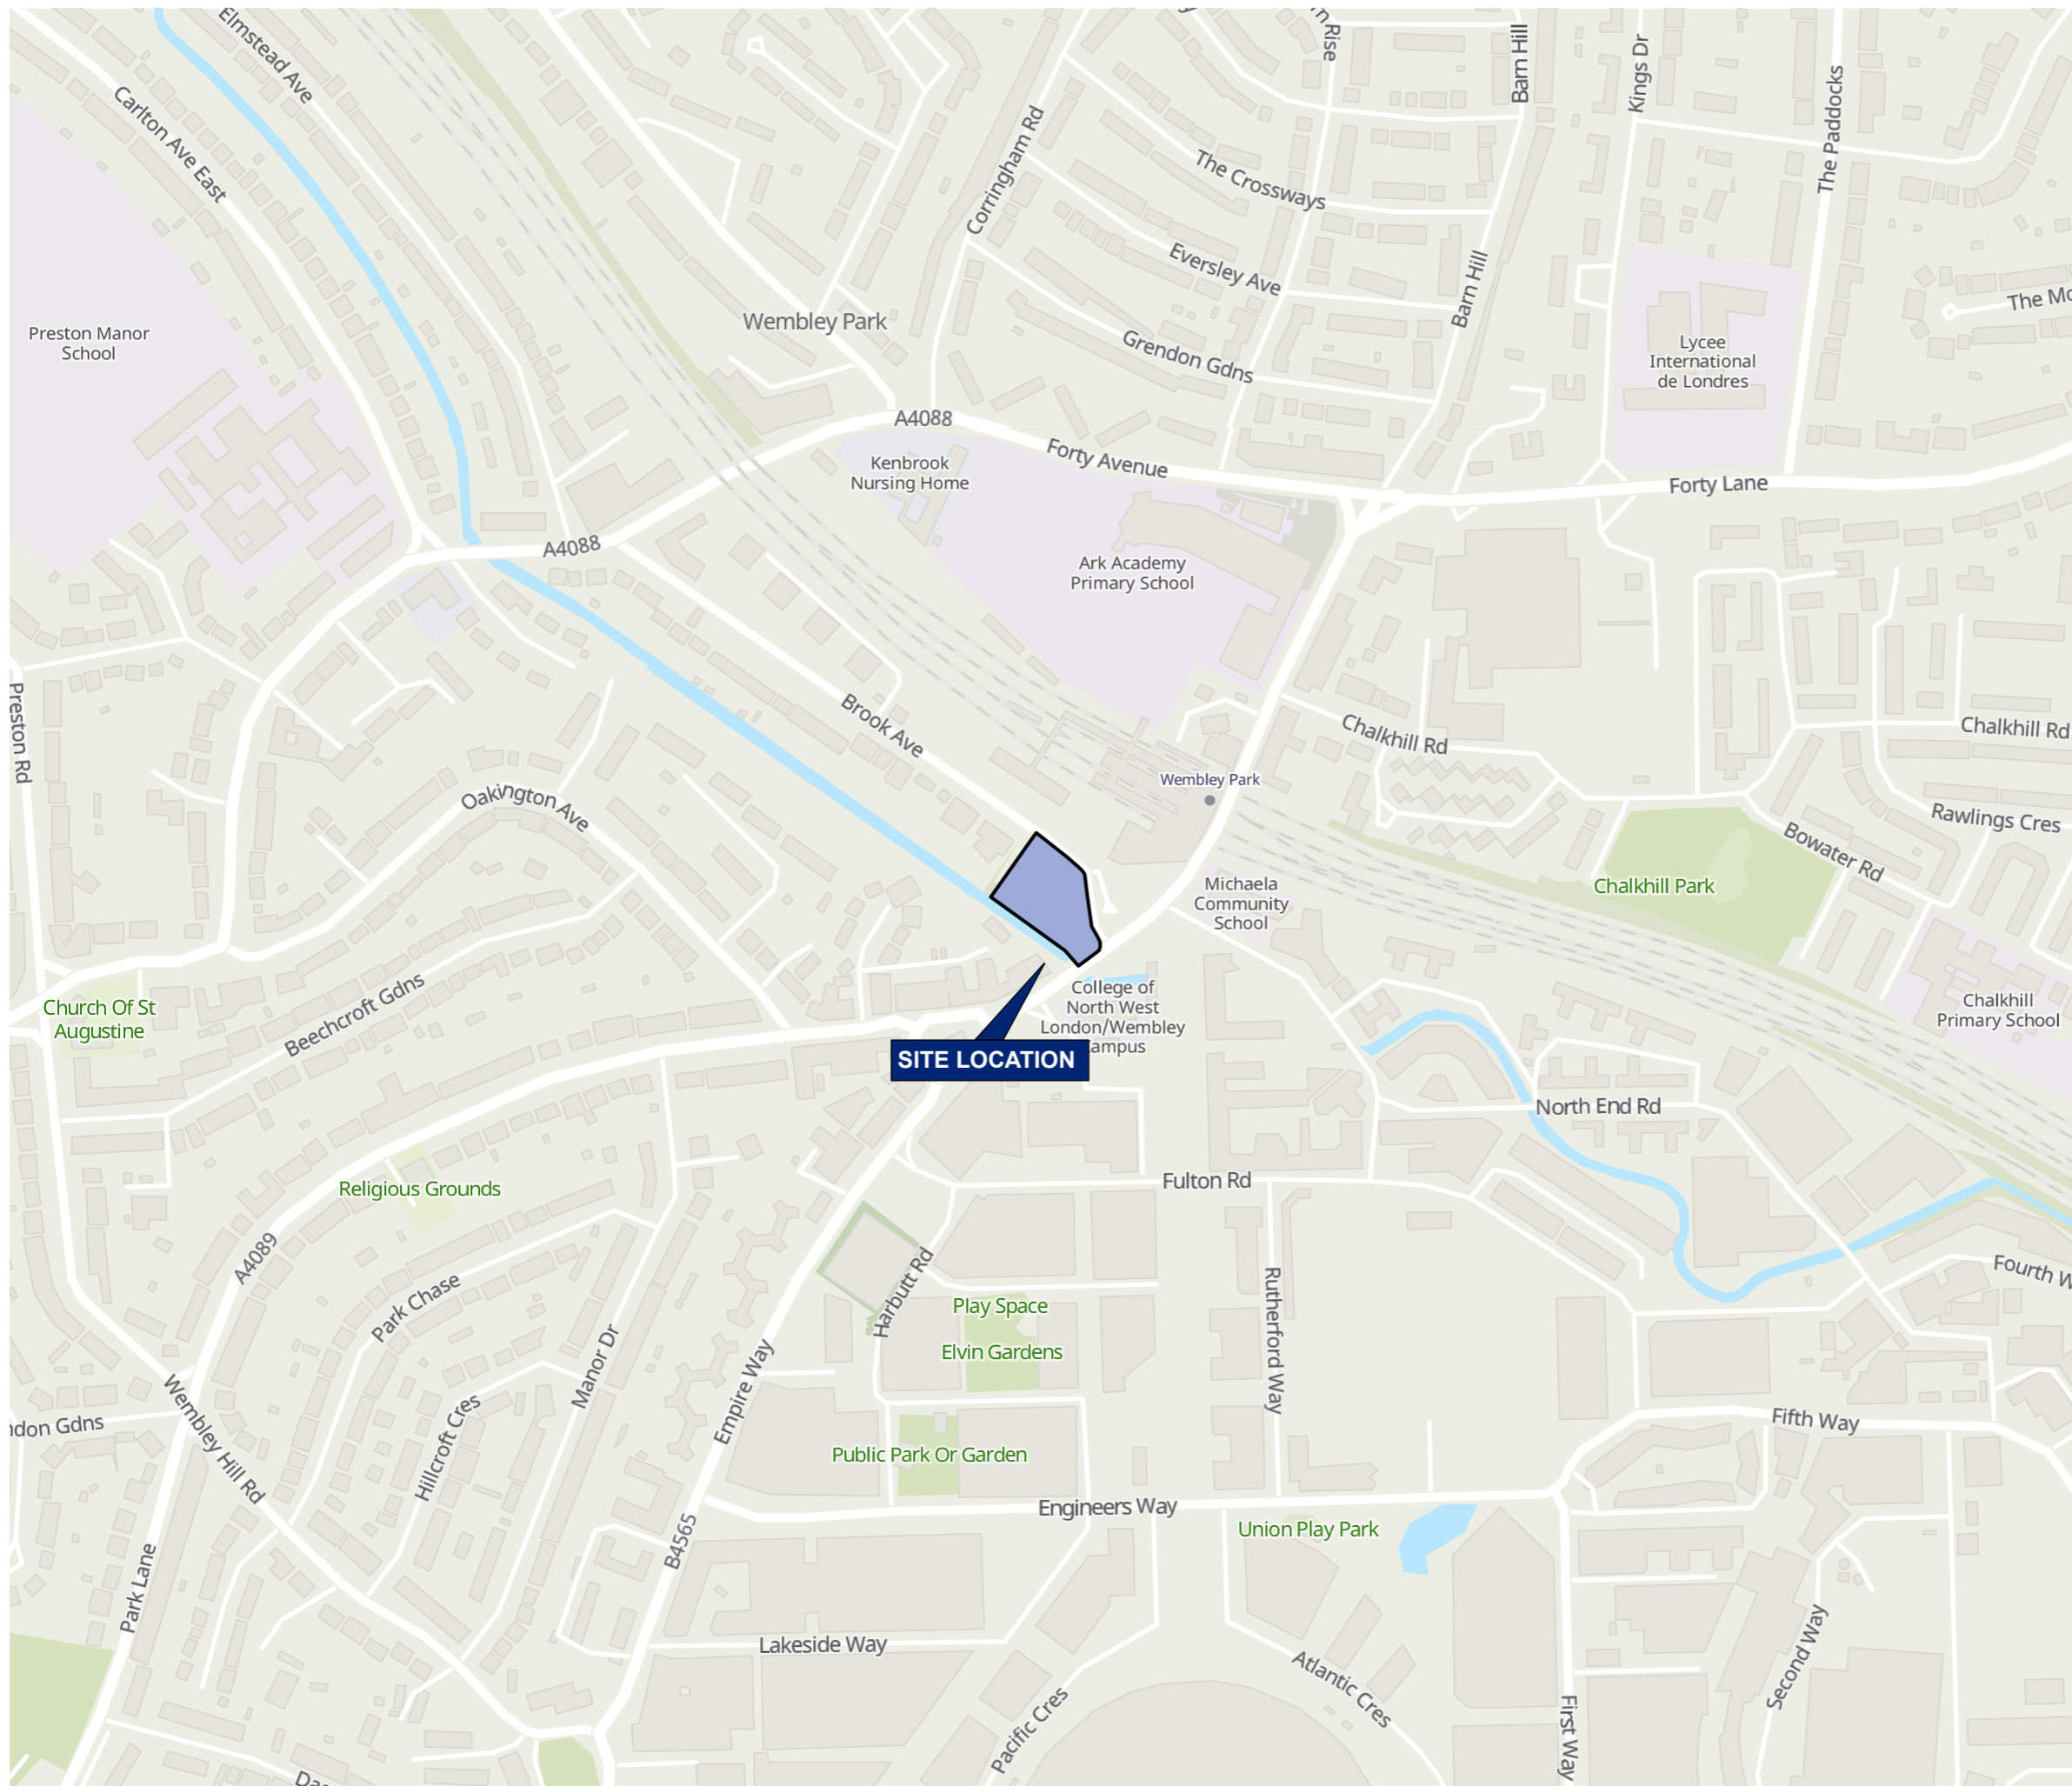 Elmstead Ave
Carlton Ave East
Rise
Barn Hill
Kings Dr
The Paddocks
Corringham Rd
The Crossways
Eversley Ave
Barn Hill
Wembley Park
Preston Manor
School
Grendon Gdns
Lycee
International
de Londres
A4088
Forty Avenue
Kenbrook
Nursing Home
Forty Lane
A4088
Ark Academy
Primary School
Preston Rd
Brook Ave
Chalkhill Rd
Chalkhill Rd
Wembley Park
Oakington Ave
Rawlings Cres
Bowater Rd
Chalkhill Park
Michaela
Community
School
Church Of St
Augustine
Beechcroft Gdns
College of
North West
London/Wembley
ampus
SITE LOCATION
Chalkhill
Primary School
North End Rd
Religious Grounds
Fulton Rd
A4089
Park Chase
Harbutt Rd
Fourth W
Play Space
Elvin Gardens
Rutherford Way
Manor Dr
Empire Way
Hillcroft Cres
Wembley Hill Rd
ndon Gdns
Fifth Way
Public Park Or Garden
Engineers Way
Union Play Park
B4565
Park Lane
Lakeside Way
Atlantic Cres
Pacific Cres
Second Way
First Way